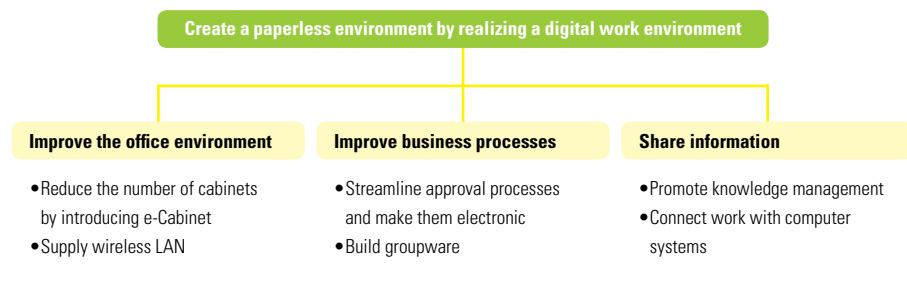 Create a paperless environment by realizing a digital work environment
Improve the office environment
•Reduce the number of cabinets
by introducing e-Cabinet
•Supply wireless LAN
Improve business processes
•Streamline approval processes
and make them electronic
•Build groupware
Share information
•Promote knowledge management
•Connect work with computer
systems